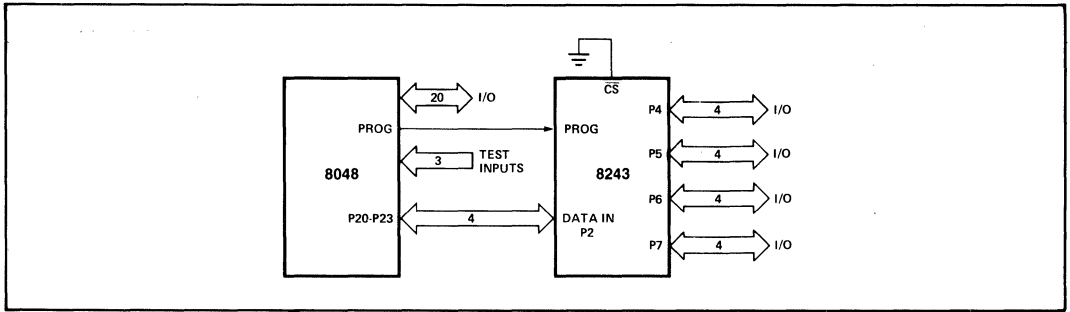 CS
20 I/O
P4 4 I/O
PROG
PROG
3 TEST
INPUTS
P5 4 I/O
8048
8243
P6 4 I/O
P20-P23 4
DATA IN
P2
P7 4 I/O